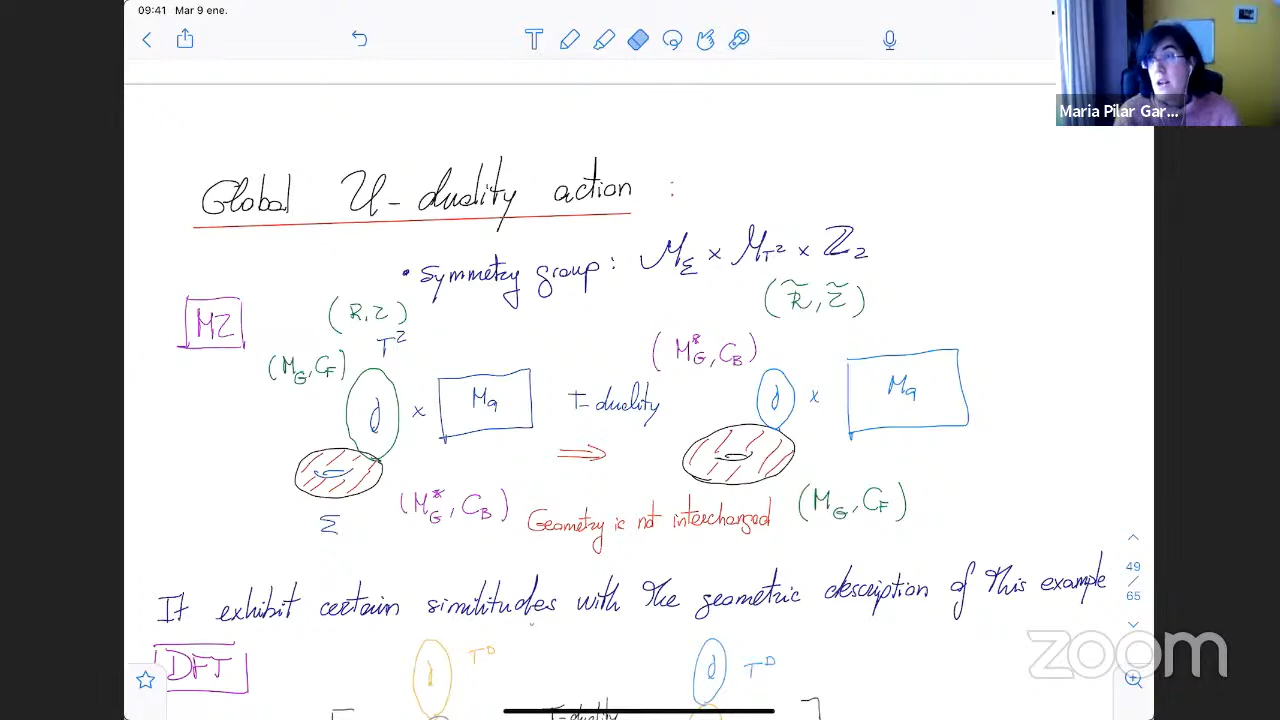 09:41 Mar 9 ene.
Maria Pilar Gar...
Global U-duality action :
• Symmetry group : M_Σ × M_T² × Z₂
MZ
(R, Z)
(R̃, Z̃)
T²
(M_G, C_F)
(M*_G, C_B)
× M₉
T-duality
× M₉
⇒
Σ
(M*_G, C_B)
Geometry is not interchanged
(M_G, C_F)
It exhibit certain similitudes with the geometric description of this example
49
/
65
DFT
T^D
T^D
T-duality
zoom